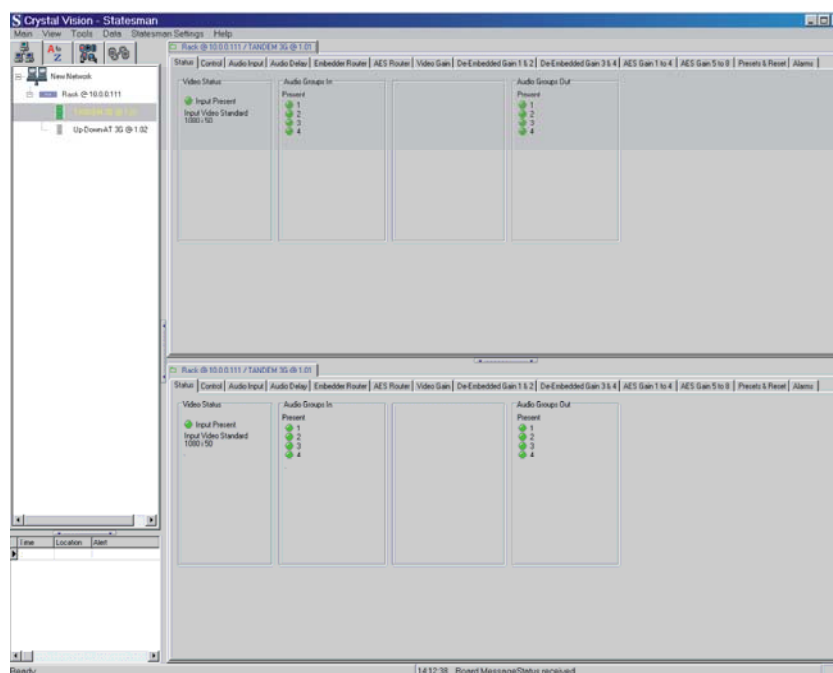 Crystal Vision - Statesman
Main View Tools Data Statesman Settings Help
New Network
Rack @ 10.0.0.111
TANDEM 3G @ 1.01
Up-Down-AT 3G @ 1.02
Time Location Alert
Rack @ 10.0.0.111 / TANDEM 3G @ 1.01
Status Control Audio Input Audio Delay Embedder Router AES Router Video Gain De-Embedded Gain 1 & 2 De-Embedded Gain 3 & 4 AES Gain 1 to 4 AES Gain 5 to 8 Presets & Reset Alarms
Video Status
Input Present
Input Video Standard
1080 i 50
Audio Groups In
Present
1
2
3
4
Audio Groups Out
Present
1
2
3
4
Rack @ 10.0.0.111 / TANDEM 3G @ 1.01
Status Control Audio Input Audio Delay Embedder Router AES Router Video Gain De-Embedded Gain 1 & 2 De-Embedded Gain 3 & 4 AES Gain 1 to 4 AES Gain 5 to 8 Presets & Reset Alarms
Video Status
Input Present
Input Video Standard
1080 i 50
Audio Groups In
Present
1
2
3
4
Audio Groups Out
Present
1
2
3
4
Ready
14:12:38 Board MessageStatus received